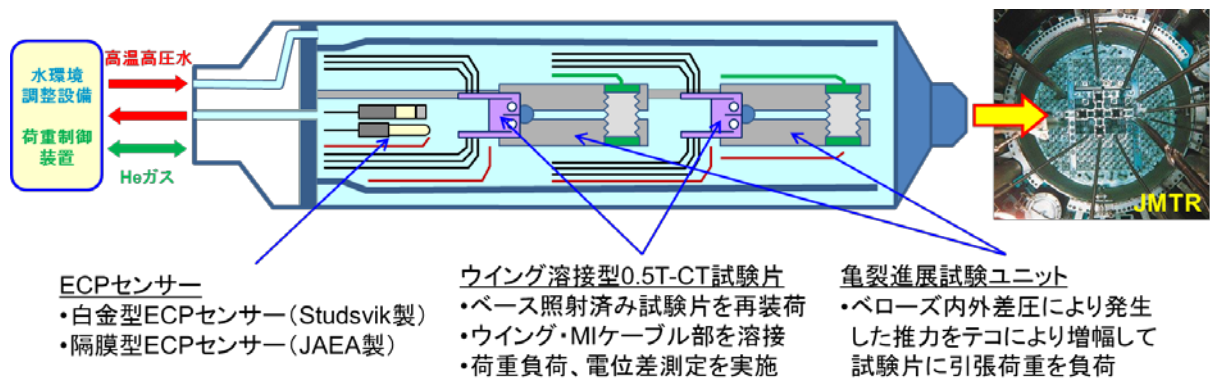 水環境
調整設備
荷重制御
装置
高温高圧水
Heガス
JMTR
ECPセンサー
•白金型ECPセンサー（Studsvik製）
•隔膜型ECPセンサー（JAEA製）
ウイング溶接型0.5T-CT試験片
•ベース照射済み試験片を再装荷
•ウイング・MIケーブル部を溶接
•荷重負荷、電位差測定を実施
亀裂進展試験ユニット
•ベローズ内外差圧により発生
した推力をテコにより増幅して
試験片に引張荷重を負荷